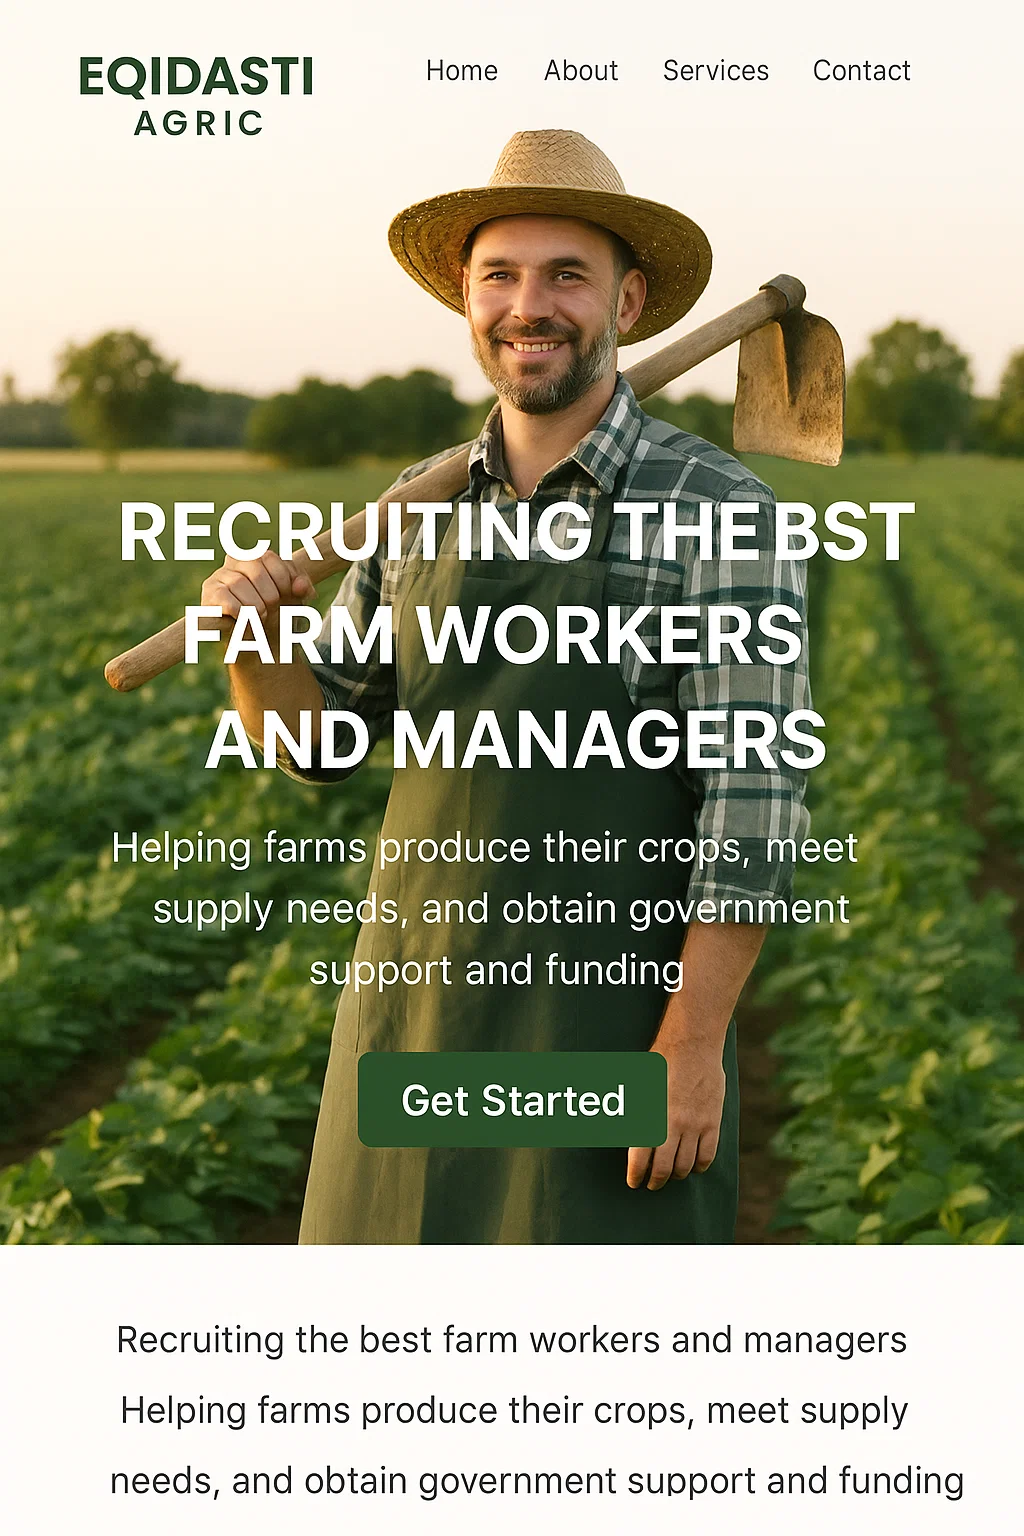 EQIDASTI
AGRIC
Home About Services Contact
RECRUITING THE BST
FARM WORKERS
AND MANAGERS
Helping farms produce their crops, meet
supply needs, and obtain government
support and funding
Get Started
Recruiting the best farm workers and managers
Helping farms produce their crops, meet supply
needs, and obtain government support and funding